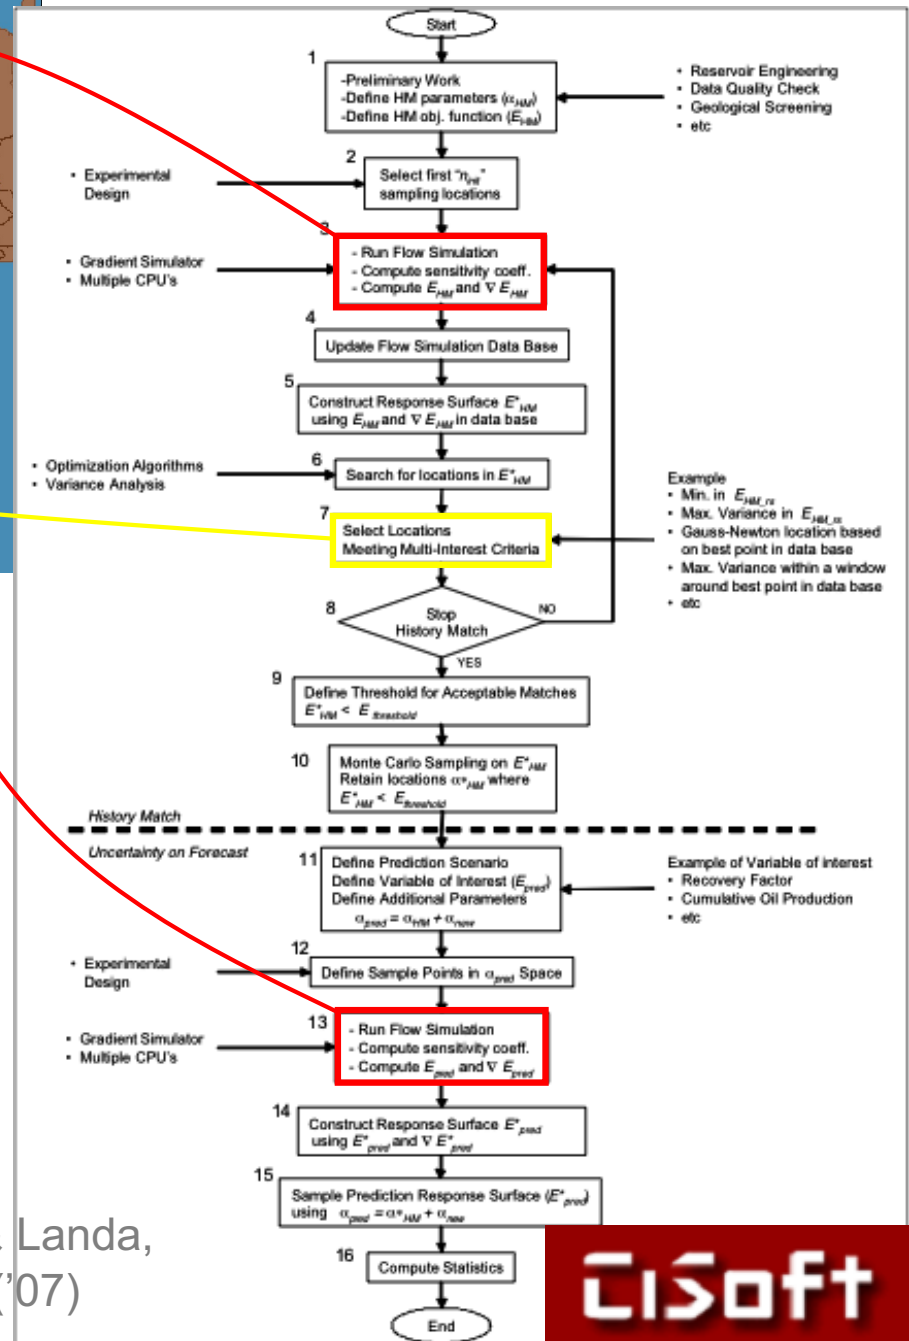 Start
1
-Preliminary Work
-Define HM parameters (α_HM)
-Define HM obj. function (E_HM)
• Reservoir Engineering
• Data Quality Check
• Geological Screening
• etc
2
• Experimental
Design
Select first "n_init"
sampling locations
3
• Gradient Simulator
• Multiple CPU's
- Run Flow Simulation
- Compute sensitivity coeff.
- Compute E_HM and ∇ E_HM
4
Update Flow Simulation Data Base
5
Construct Response Surface E*_HM
using E_HM and ∇ E_HM in data base
6
• Optimization Algorithms
• Variance Analysis
Search for locations in E*_HM
7
Select Locations
Meeting Multi-Interest Criteria
Example
• Min. in E_HM_rs
• Max. Variance in E_HM_rs
• Gauss-Newton location based
on best point in data base
• Max. Variance within a window
around best point in data base
• etc
8
Stop
History Match
NO
YES
9
Define Threshold for Acceptable Matches
E*_HM < E_threshold
10
Monte Carlo Sampling on E*_HM
Retain locations α*_HM where
E*_HM < E_threshold
History Match
Uncertainty on Forecast
11
Define Prediction Scenario
Define Variable of Interest (E_pred)
Define Additional Parameters
α_pred = α_HM + α_new
Example of Variable of interest
• Recovery Factor
• Cumulative Oil Production
• etc
12
• Experimental
Design
Define Sample Points in α_pred Space
13
• Gradient Simulator
• Multiple CPU's
- Run Flow Simulation
- Compute sensitivity coeff.
- Compute E_pred and ∇ E_pred
14
Construct Response Surface E*_pred
using E*_pred and ∇ E*_pred
15
Sample Prediction Response Surface (E*_pred)
using α_pred = α*_HM + α_new
16
Compute Statistics
End
Landa,
('07)
CiSoft